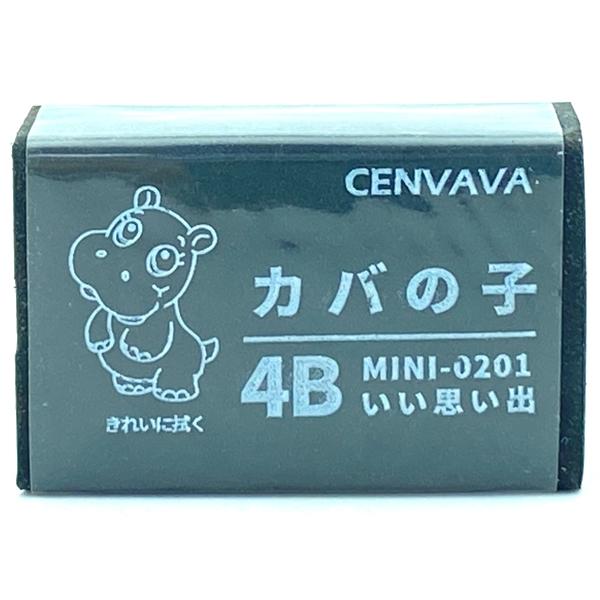 CENVAVA
カバの子
4B
MINI-0201
いい思い出
きれいに拭く